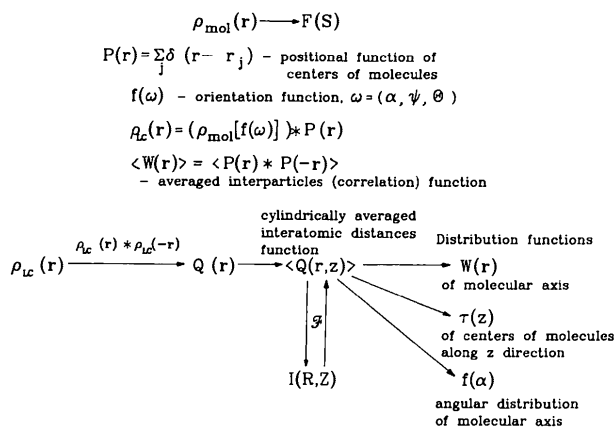 ρmol(r) → F(S)
P(r)=Σδ (r− rj) – positional function of
j
centers of molecules
f(ω) – orientation function, ω=(α, ψ, Θ)
ρLc(r)=(ρmol[f(ω)] )*P(r)
<W(r)> = <P(r) * P(-r)>
– averaged interparticles (correlation) function
cylindrically averaged
interatomic distances
function
Distribution functions
ρLc (r) * ρLc(-r)
ρLc (r) → Q (r) → <Q(r,z)> → W(r)
of molecular axis
ℱ
τ(z)
of centers of molecules
along z direction
I(R,Z)
f(α)
angular distribution
of molecular axis